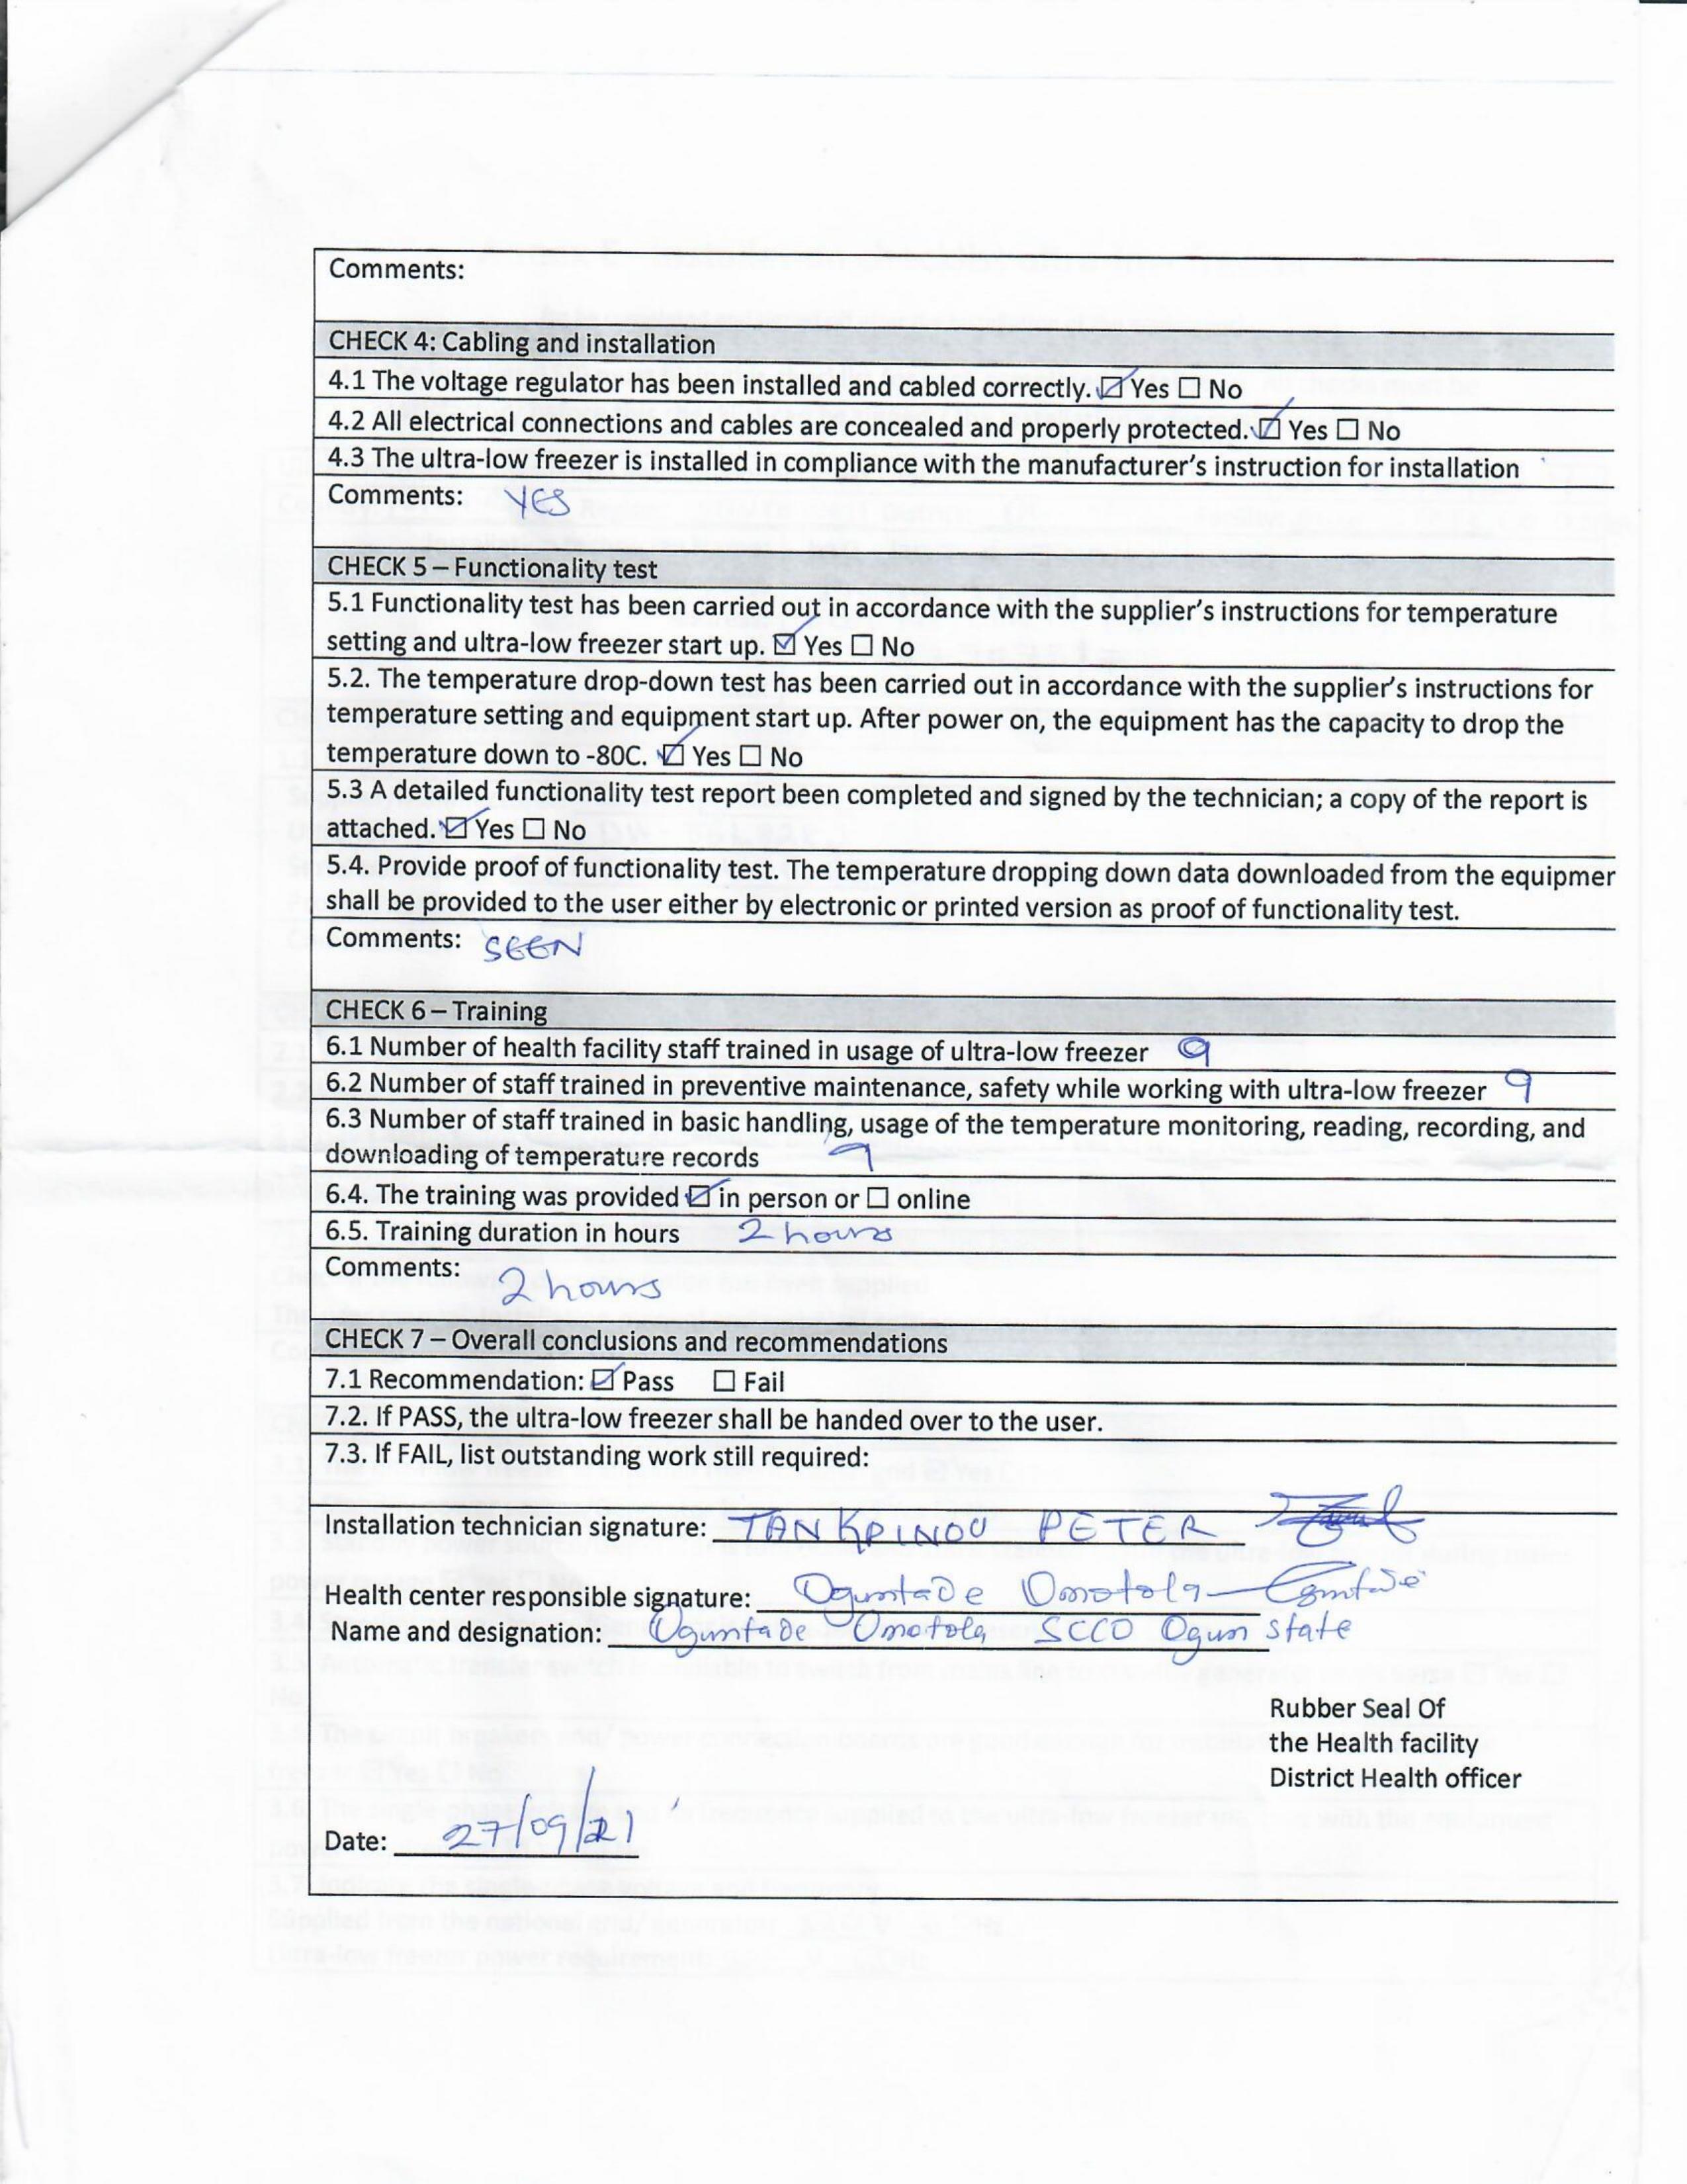 Comments:
CHECK 4: Cabling and installation
4.1 The voltage regulator has been installed and cabled correctly. ☑ Yes ☐ No
4.2 All electrical connections and cables are concealed and properly protected. ☑ Yes ☐ No
4.3 The ultra-low freezer is installed in compliance with the manufacturer's instruction for installation
Comments: YES
CHECK 5 – Functionality test
5.1 Functionality test has been carried out in accordance with the supplier's instructions for temperature
setting and ultra-low freezer start up. ☑ Yes ☐ No
5.2. The temperature drop-down test has been carried out in accordance with the supplier's instructions for
temperature setting and equipment start up. After power on, the equipment has the capacity to drop the
temperature down to -80C. ☑ Yes ☐ No
5.3 A detailed functionality test report been completed and signed by the technician; a copy of the report is
attached. ☑ Yes ☐ No
5.4. Provide proof of functionality test. The temperature dropping down data downloaded from the equipmer
shall be provided to the user either by electronic or printed version as proof of functionality test.
Comments: SEEN
CHECK 6 – Training
6.1 Number of health facility staff trained in usage of ultra-low freezer 9
6.2 Number of staff trained in preventive maintenance, safety while working with ultra-low freezer 9
6.3 Number of staff trained in basic handling, usage of the temperature monitoring, reading, recording, and
downloading of temperature records 9
6.4. The training was provided ☑ in person or ☐ online
6.5. Training duration in hours 2 hours
Comments: 2 hours
CHECK 7 – Overall conclusions and recommendations
7.1 Recommendation: ☑ Pass ☐ Fail
7.2. If PASS, the ultra-low freezer shall be handed over to the user.
7.3. If FAIL, list outstanding work still required:
Installation technician signature: TANKPINOU PETER
Health center responsible signature: Oguntade Omotola
Name and designation: Oguntade Omotola SCCO Ogun state
Rubber Seal Of
the Health facility
District Health officer
Date: 27/09/21